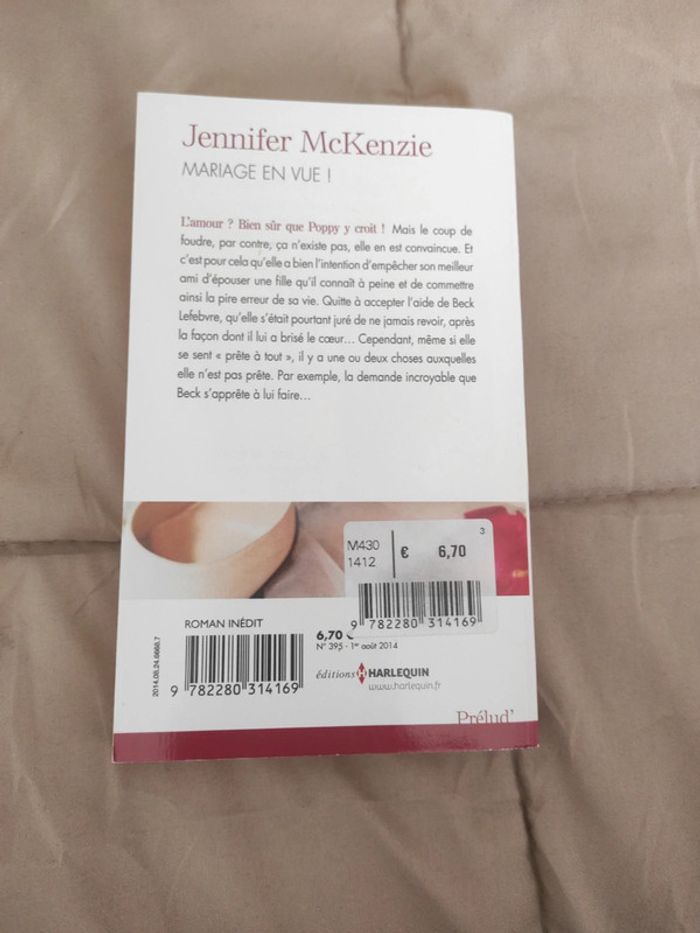 Jennifer McKenzie
MARIAGE EN VUE !
L'amour ? Bien sûr que Poppy y croit ! Mais le coup de
foudre, par contre, ça n'existe pas, elle en est convaincue. Et
c'est pour cela qu'elle a bien l'intention d'empêcher son meilleur
ami d'épouser une fille qu'il connaît à peine et de commettre
ainsi la pire erreur de sa vie. Quitte à accepter l'aide de Beck
Lefebvre, qu'elle s'était pourtant juré de ne jamais revoir, après
la façon dont il lui a brisé le cœur... Cependant, même si elle
se sent « prête à tout », il y a une ou deux choses auxquelles
elle n'est pas prête. Par exemple, la demande incroyable que
Beck s'apprête à lui faire...
3
M430
1412
€ 6,70
9 782280 314169
ROMAN INÉDIT
6,70 €
N° 395 - 1er août 2014
2014.08.24.9668.7
9 782280 314169
éditions HARLEQUIN
www.harlequin.fr
Prélud'